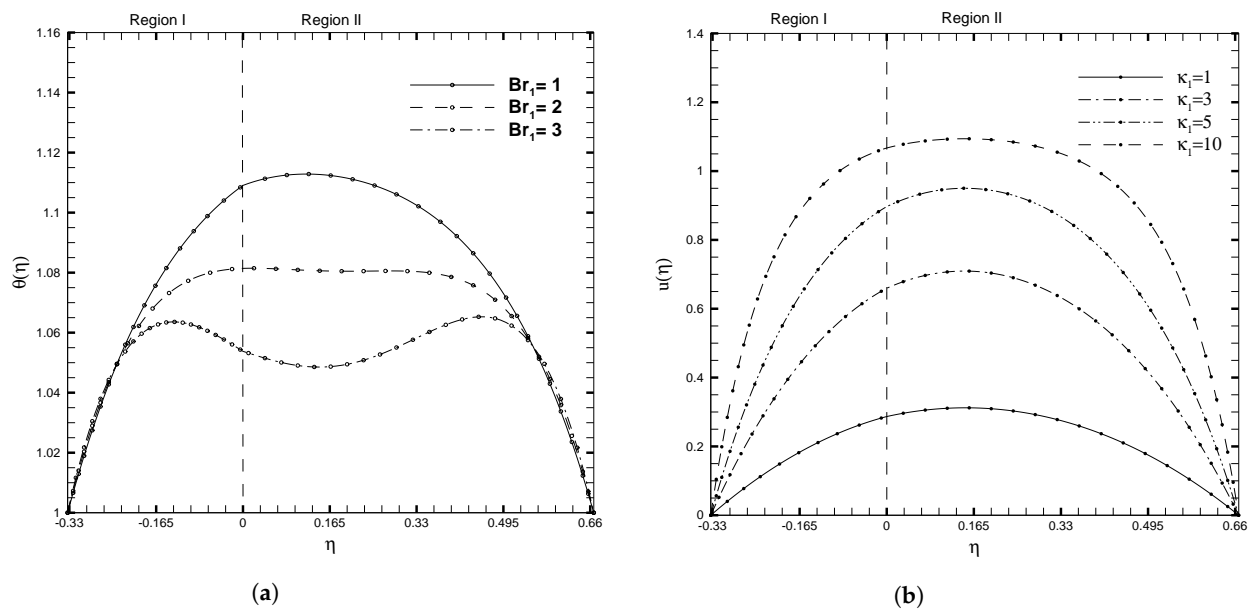 Region I Region II
1.16
1.14
1.12
1.1
1.08
1.06
1.04
1.02
1
θ(η)
Br₁= 1
Br₁= 2
Br₁= 3
-0.33 -0.165 0 0.165 0.33 0.495 0.66
η
(a)
Region I Region II
1.4
1.2
1
0.8
0.6
0.4
0.2
0
u(η)
κ₁=1
κ₁=3
κ₁=5
κ₁=10
-0.33 -0.165 0 0.165 0.33 0.495 0.66
η
(b)